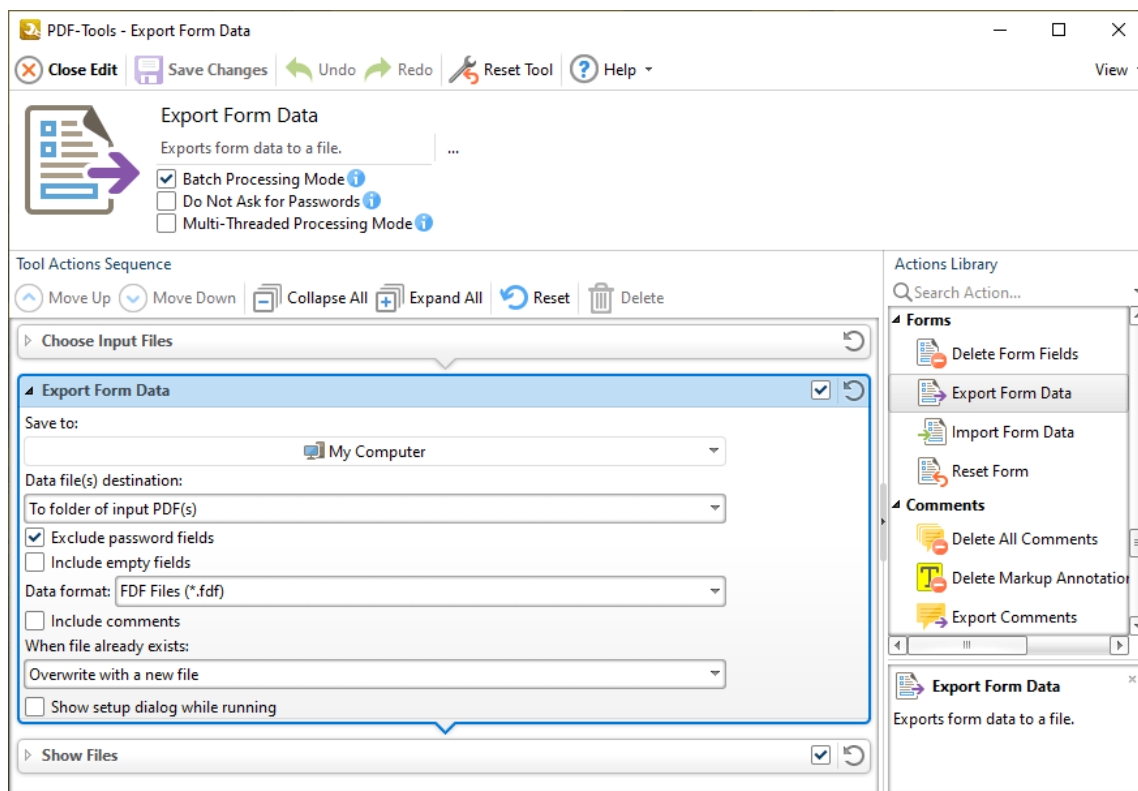 PDF-Tools - Export Form Data
Close Edit Save Changes Undo Redo Reset Tool ? Help View
Export Form Data
Exports form data to a file. ...
Batch Processing Mode
Do Not Ask for Passwords
Multi-Threaded Processing Mode
Tool Actions Sequence
Move Up Move Down Collapse All Expand All Reset Delete
Choose Input Files
Export Form Data
Save to:
My Computer
Data file(s) destination:
To folder of input PDF(s)
Exclude password fields
Include empty fields
Data format: FDF Files (*.fdf)
Include comments
When file already exists:
Overwrite with a new file
Show setup dialog while running
Show Files
Actions Library
Search Action...
Forms
Delete Form Fields
Export Form Data
Import Form Data
Reset Form
Comments
Delete All Comments
T Delete Markup Annotation
Export Comments
Export Form Data
Exports form data to a file.